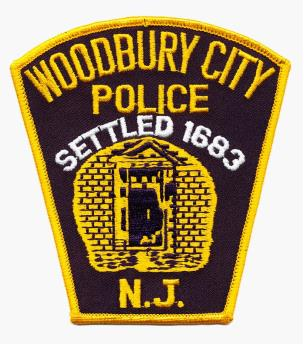 WOODBURY CITY
POLICE
SETTLED 1683
N.J.